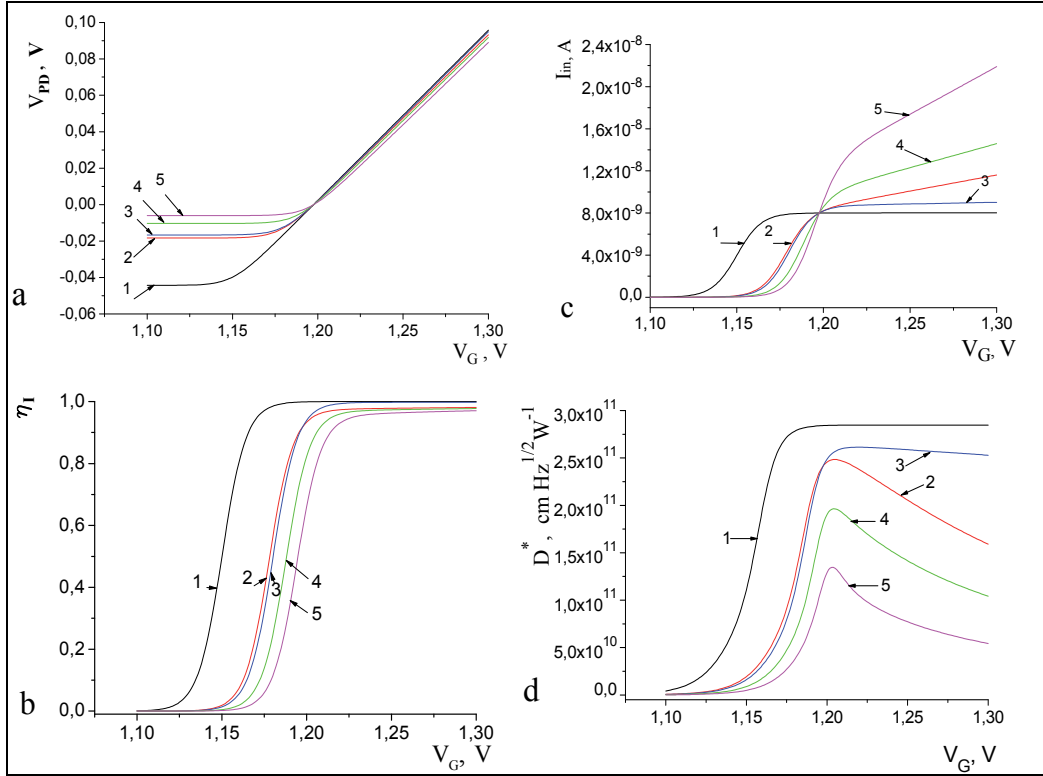 0,10
0,08
0,06
0,04
0,02
0,00
-0,02
-0,04
-0,06
V_PD, V
4
5
3
2
1
a
1,10 1,15 1,20 1,25 1,30
V_G, V
2,4x10^-8
2,0x10^-8
1,6x10^-8
1,2x10^-8
8,0x10^-9
4,0x10^-9
0,0
I_in, A
5
4
3
1 2
c
1,10 1,15 1,20 1,25 1,30
V_G, V
1,0
0,8
0,6
0,4
0,2
0,0
η_I
1 2 3 4
5
b
1,10 1,15 1,20 1,25 1,30
V_G, V
3,0x10^11
2,5x10^11
2,0x10^11
1,5x10^11
1,0x10^11
5,0x10^10
0,0
D^*, cm Hz^1/2 W^-1
3
2
4
1
5
d
1,10 1,15 1,20 1,25 1,30
V_G, V